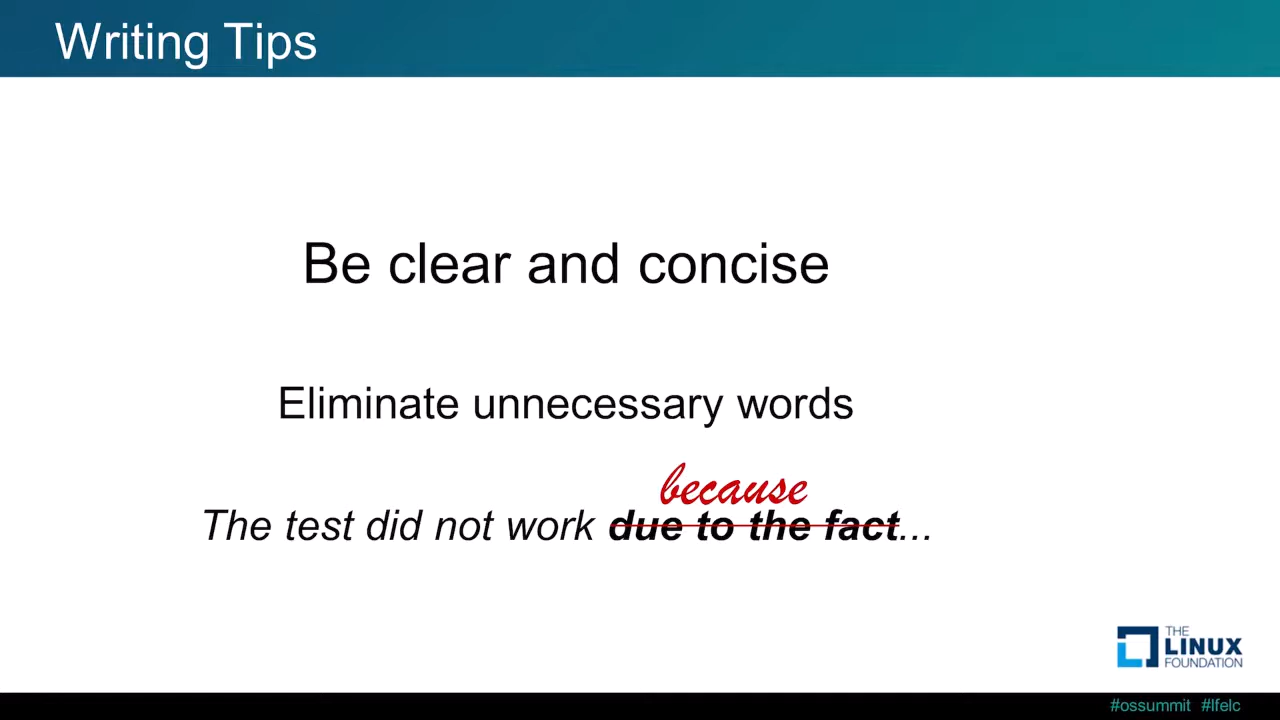 Writing Tips
Be clear and concise
Eliminate unnecessary words
because
The test did not work due to the fact...
THE
LINUX
FOUNDATION
#ossummit #lfelc